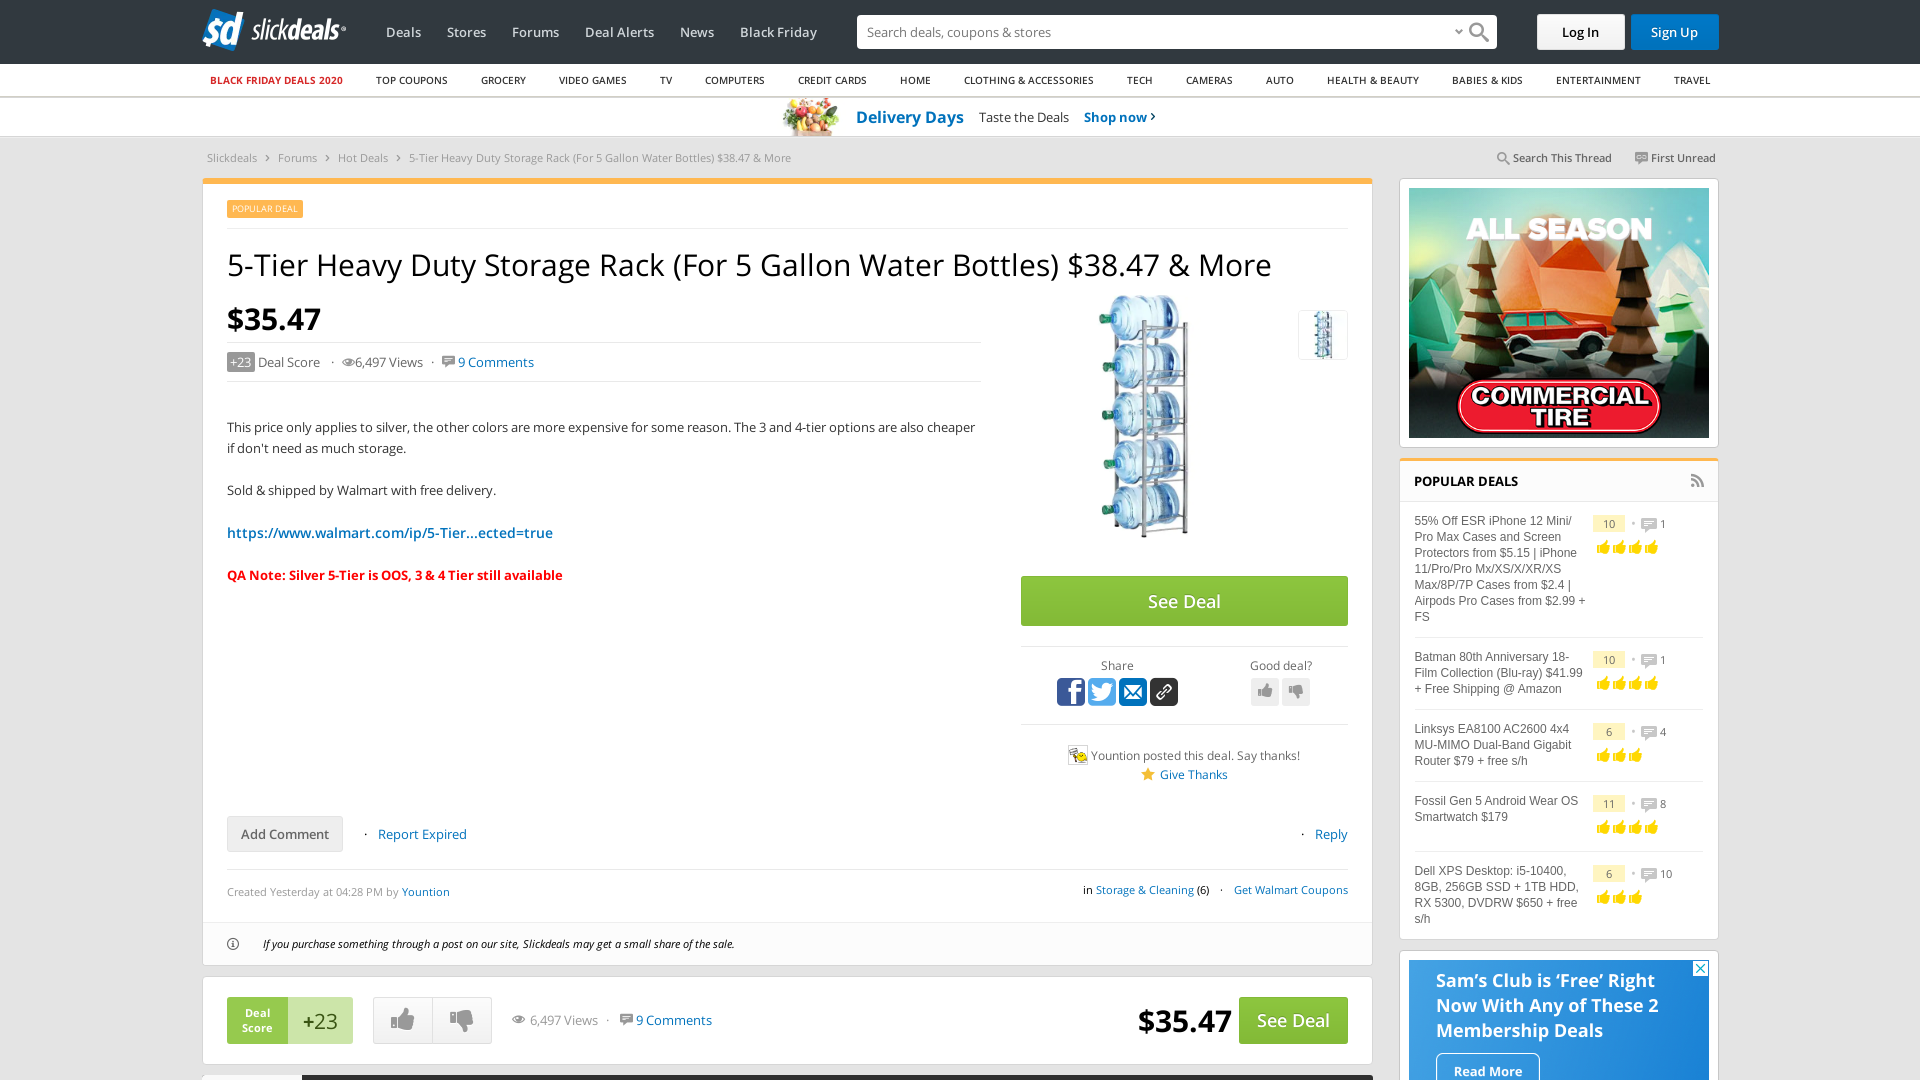 slickdeals
Deals
Stores
Forums
Deal Alerts
News
Black Friday
Search deals, coupons & stores
Log In
Sign Up
BLACK FRIDAY DEALS 2020
TOP COUPONS
GROCERY
VIDEO GAMES
TV
COMPUTERS
CREDIT CARDS
HOME
CLOTHING & ACCESSORIES
TECH
CAMERAS
AUTO
HEALTH & BEAUTY
BABIES & KIDS
ENTERTAINMENT
TRAVEL
Delivery Days Taste the Deals Shop now
Slickdeals > Forums > Hot Deals > 5-Tier Heavy Duty Storage Rack (For 5 Gallon Water Bottles) $38.47 & More
Search This Thread
First Unread
POPULAR DEAL
5-Tier Heavy Duty Storage Rack (For 5 Gallon Water Bottles) $38.47 & More
$35.47
+23 Deal Score · 6,497 Views · 9 Comments
This price only applies to silver, the other colors are more expensive for some reason. The 3 and 4-tier options are also cheaper
if don't need as much storage.
Sold & shipped by Walmart with free delivery.
https://www.walmart.com/ip/5-Tier...ected=true
QA Note: Silver 5-Tier is OOS, 3 & 4 Tier still available
See Deal
Share
Good deal?
Yountion posted this deal. Say thanks!
Give Thanks
Add Comment
· Report Expired
· Reply
Created Yesterday at 04:28 PM by Yountion
in Storage & Cleaning (6) · Get Walmart Coupons
If you purchase something through a post on our site, Slickdeals may get a small share of the sale.
Deal
Score
+23
6,497 Views · 9 Comments
$35.47
See Deal
ALL SEASON
COMMERCIAL
TIRE
POPULAR DEALS
55% Off ESR iPhone 12 Mini/
Pro Max Cases and Screen
Protectors from $5.15 | iPhone
11/Pro/Pro Mx/XS/X/XR/XS
Max/8P/7P Cases from $2.4 |
Airpods Pro Cases from $2.99 +
FS
10 • 1
Batman 80th Anniversary 18-
Film Collection (Blu-ray) $41.99
+ Free Shipping @ Amazon
10 • 1
Linksys EA8100 AC2600 4x4
MU-MIMO Dual-Band Gigabit
Router $79 + free s/h
6 • 4
Fossil Gen 5 Android Wear OS
Smartwatch $179
11 • 8
Dell XPS Desktop: i5-10400,
8GB, 256GB SSD + 1TB HDD,
RX 5300, DVDRW $650 + free
s/h
6 • 10
Sam's Club is 'Free' Right
Now With Any of These 2
Membership Deals
Read More